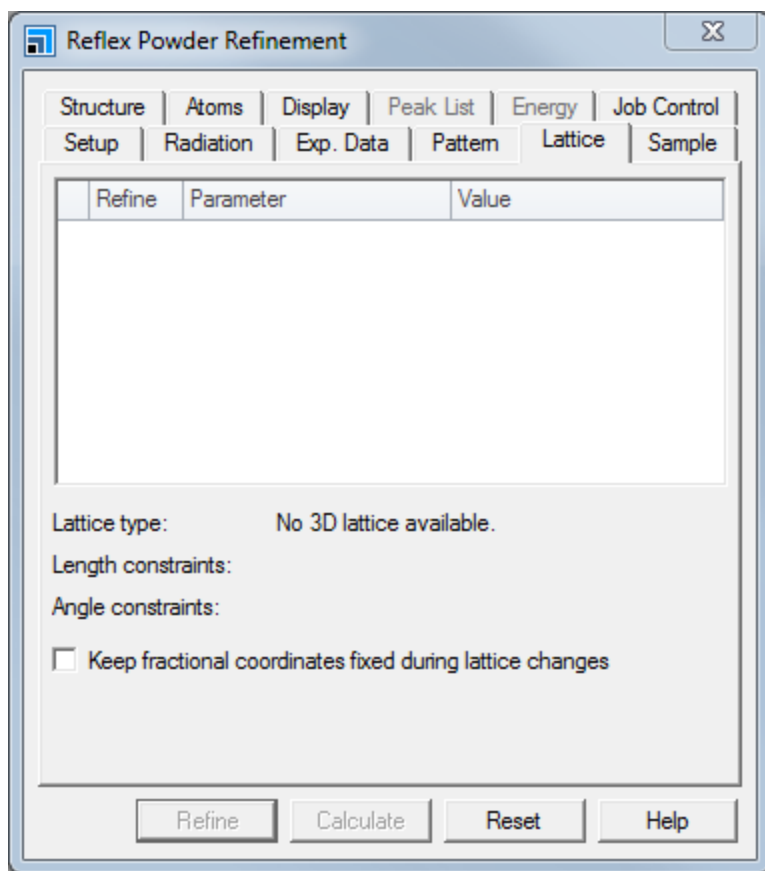 Reflex Powder Refinement
Structure Atoms Display Peak List Energy Job Control
Setup Radiation Exp. Data Pattern Lattice Sample
Refine Parameter Value
Lattice type: No 3D lattice available.
Length constraints:
Angle constraints:
Keep fractional coordinates fixed during lattice changes
Refine Calculate Reset Help